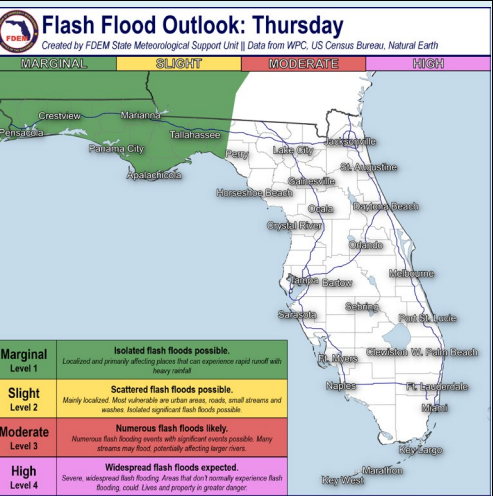 Flash Flood Outlook: Thursday
FDEM
Created by FDEM State Meteorological Support Unit || Data from WPC, US Census Bureau, Natural Earth
MARGINAL SLIGHT MODERATE HIGH
Crestview
Marianna
Pensacola
Tallahassee
Jacksonville
Panama City
Lake City
Perry
Apalachicola
St. Augustine
Gainesville
Horseshoe Beach
Ocala
Daytona Beach
Crystal River
Orlando
Melbourne
Tampa
Bartow
Sebring
Sarasota
Port St. Lucie
Ft. Myers
Clewiston
W. Palm Beach
Naples
Ft. Lauderdale
Miami
Key Largo
Marathon
Key West
Marginal
Level 1
Isolated flash floods possible.
Localized and primarily affecting places that can experience rapid runoff with
heavy rainfall
Slight
Level 2
Scattered flash floods possible.
Mainly localized. Most vulnerable are urban areas, roads, small streams and
washes. Isolated significant flash floods possible
Moderate
Level 3
Numerous flash floods likely.
Numerous flash flooding events with significant events possible. Many
streams may flood, potentially affecting larger rivers.
High
Level 4
Widespread flash floods expected.
Severe, widespread flash flooding. Areas that don't normally experience flash
flooding, could. Lives and property in greater danger.